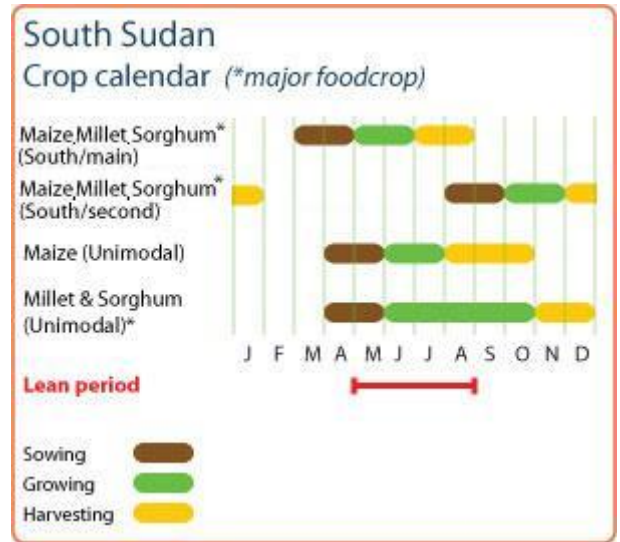 South Sudan
Crop calendar (*major foodcrop)
Maize,Millet,Sorghum*
(South/main)
Maize,Millet,Sorghum*
(South/second)
Maize (Unimodal)
Millet & Sorghum
(Unimodal)*
J F M A M J J A S O N D
Lean period
Sowing
Growing
Harvesting